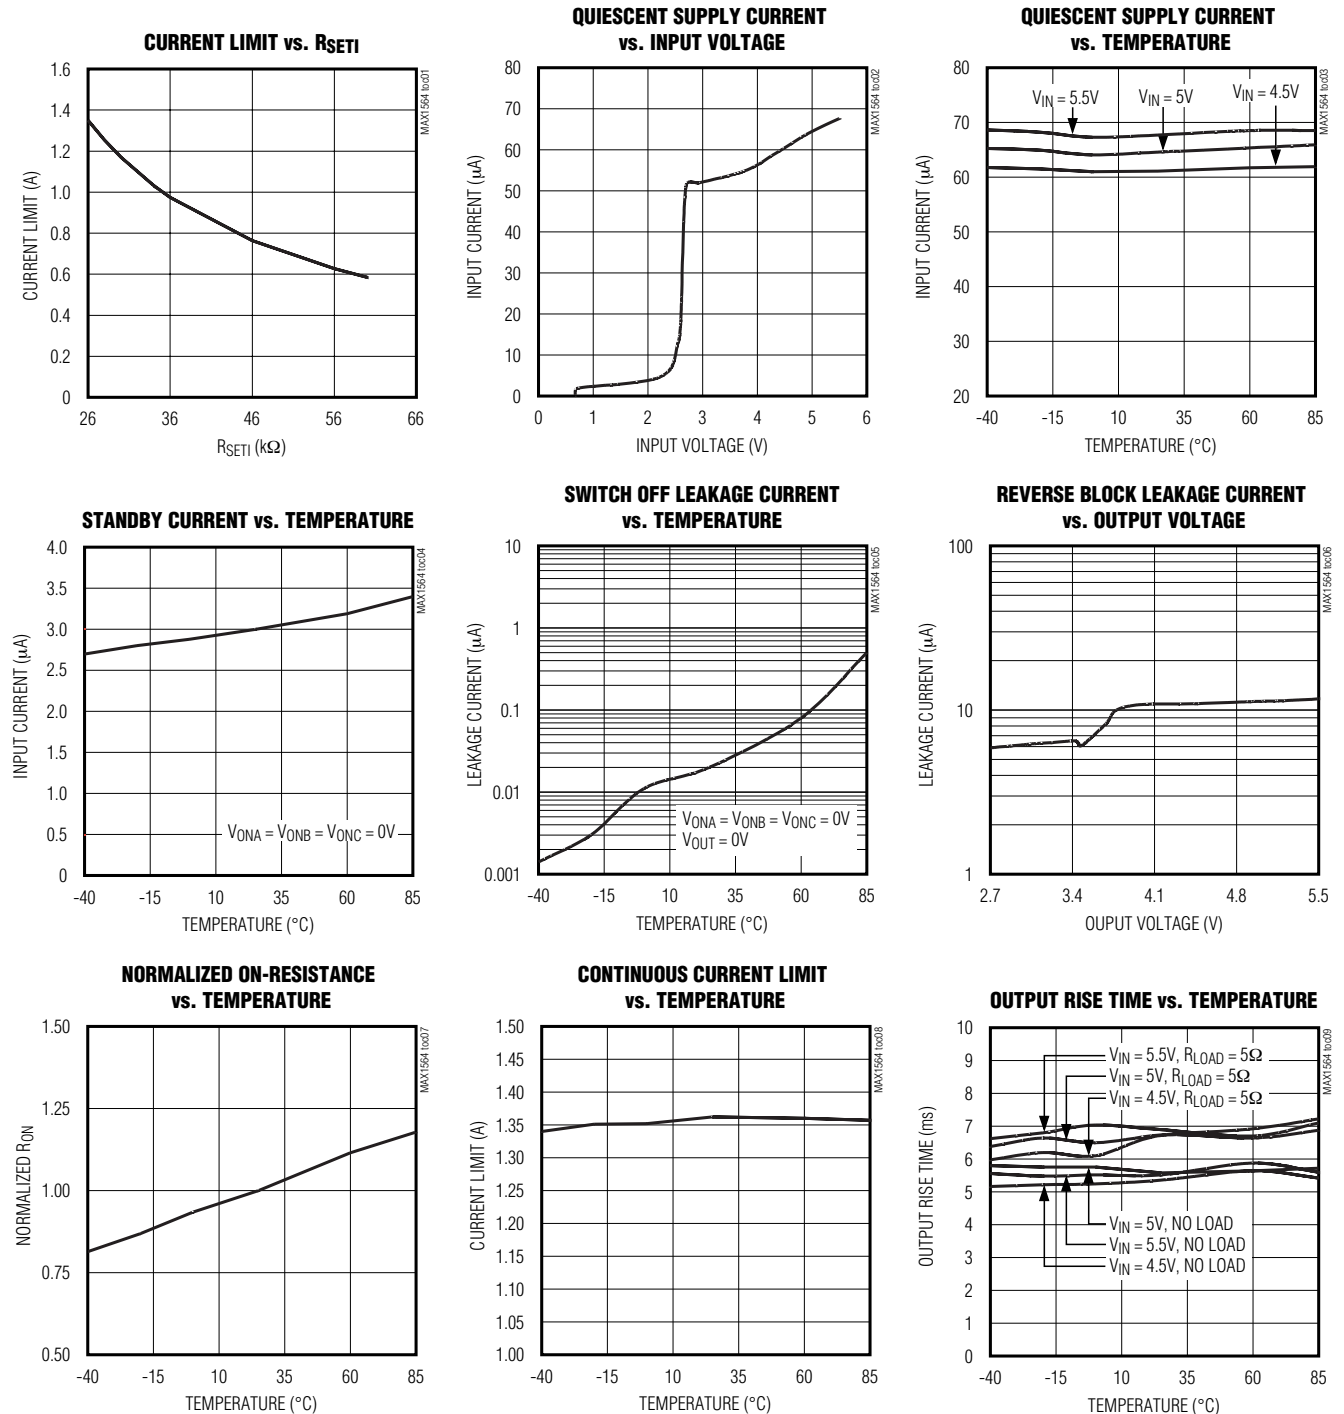 CURRENT LIMIT vs. RSETI
1.6
1.4
1.2
1.0
0.8
0.6
0.4
0.2
0
26 36 46 56 66
CURRENT LIMIT (A)
RSETI (kΩ)
MAX1564 toc01
QUIESCENT SUPPLY CURRENT
vs. INPUT VOLTAGE
80
70
60
50
40
30
20
10
0
0 1 2 3 4 5 6
INPUT CURRENT (µA)
INPUT VOLTAGE (V)
MAX1564 toc02
QUIESCENT SUPPLY CURRENT
vs. TEMPERATURE
80
70
60
50
40
30
20
-40 -15 10 35 60 85
INPUT CURRENT (µA)
TEMPERATURE (°C)
VIN = 5.5V
VIN = 5V
VIN = 4.5V
MAX1564 toc03
STANDBY CURRENT vs. TEMPERATURE
4.0
3.5
3.0
2.5
2.0
1.5
1.0
0.5
0
-40 -15 10 35 60 85
INPUT CURRENT (µA)
TEMPERATURE (°C)
VONA = VONB = VONC = 0V
MAX1564 toc04
SWITCH OFF LEAKAGE CURRENT
vs. TEMPERATURE
10
1
0.1
0.01
0.001
-40 -15 10 35 60 85
LEAKAGE CURRENT (µA)
TEMPERATURE (°C)
VONA = VONB = VONC = 0V
VOUT = 0V
MAX1564 toc05
REVERSE BLOCK LEAKAGE CURRENT
vs. OUTPUT VOLTAGE
100
10
1
2.7 3.4 4.1 4.8 5.5
LEAKAGE CURRENT (µA)
OUPUT VOLTAGE (V)
MAX1564 toc06
NORMALIZED ON-RESISTANCE
vs. TEMPERATURE
1.50
1.25
1.00
0.75
0.50
-40 -15 10 35 60 85
NORMALIZED RON
TEMPERATURE (°C)
MAX1564 toc07
CONTINUOUS CURRENT LIMIT
vs. TEMPERATURE
1.50
1.45
1.40
1.35
1.30
1.25
1.20
1.15
1.10
1.05
1.00
-40 -15 10 35 60 85
CURRENT LIMIT (A)
TEMPERATURE (°C)
MAX1564 toc08
OUTPUT RISE TIME vs. TEMPERATURE
10
9
8
7
6
5
4
3
2
1
0
-40 -15 10 35 60 85
OUTPUT RISE TIME (ms)
TEMPERATURE (°C)
VIN = 5.5V, RLOAD = 5Ω
VIN = 5V, RLOAD = 5Ω
VIN = 4.5V, RLOAD = 5Ω
VIN = 5V, NO LOAD
VIN = 5.5V, NO LOAD
VIN = 4.5V, NO LOAD
MAX1564 toc09